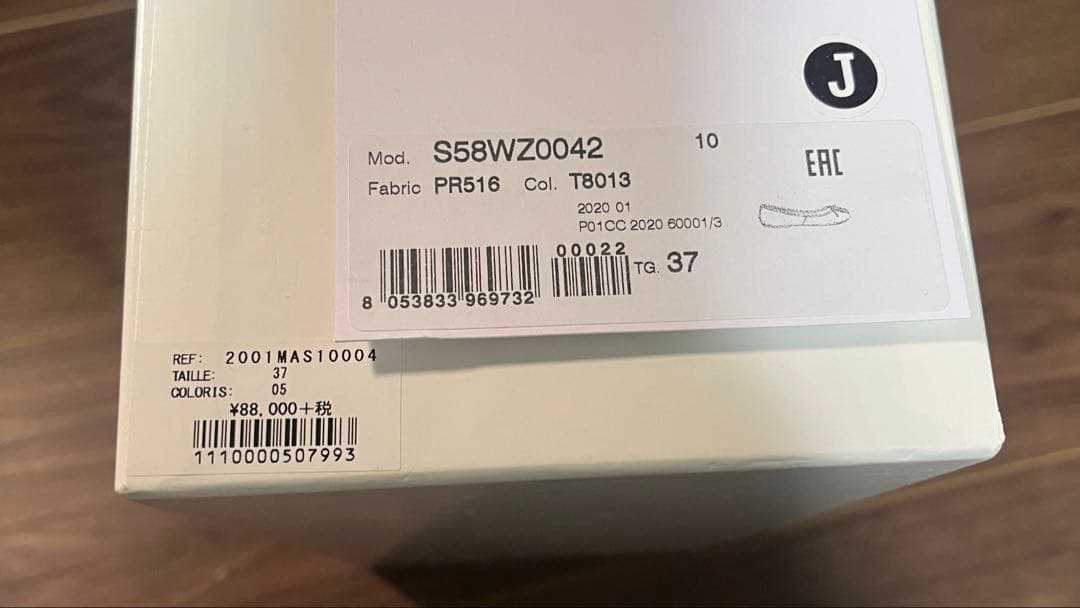 J
Mod. S58WZ0042 10
EAC
Fabric PR516 Col. T8013
2020 01
P01CC 2020 60001/3
00022
TG. 37
8 053833 969732
REF: 2001MAS10004
TAILLE: 37
COLORIS: 05
¥88,000+税
1110000507993